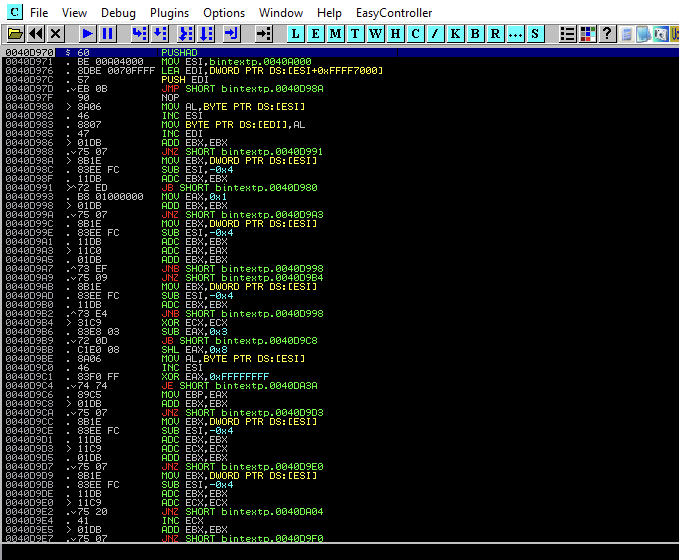 C File View Debug Plugins Options Window Help EasyController
L E M T W H C / K B R ... S
0040D970 $ 60 PUSHAD
0040D971 . BE 00A04000 MOV ESI,bintextp.0040A000
0040D976 . 8DBE 0070FFFF LEA EDI,DWORD PTR DS:[ESI+0xFFFF7000]
0040D97C . 57 PUSH EDI
0040D97D .˅EB 0B JMP SHORT bintextp.0040D98A
0040D97F 90 NOP
0040D980 > 8A06 MOV AL,BYTE PTR DS:[ESI]
0040D982 . 46 INC ESI
0040D983 . 8807 MOV BYTE PTR DS:[EDI],AL
0040D985 . 47 INC EDI
0040D986 > 01DB ADD EBX,EBX
0040D988 .˅75 07 JNZ SHORT bintextp.0040D991
0040D98A > 8B1E MOV EBX,DWORD PTR DS:[ESI]
0040D98C . 83EE FC SUB ESI,-0x4
0040D98F . 11DB ADC EBX,EBX
0040D991 >^72 ED JB SHORT bintextp.0040D980
0040D993 . B8 01000000 MOV EAX,0x1
0040D998 > 01DB ADD EBX,EBX
0040D99A .˅75 07 JNZ SHORT bintextp.0040D9A3
0040D99C . 8B1E MOV EBX,DWORD PTR DS:[ESI]
0040D99E . 83EE FC SUB ESI,-0x4
0040D9A1 . 11DB ADC EBX,EBX
0040D9A3 > 11C0 ADC EAX,EAX
0040D9A5 . 01DB ADD EBX,EBX
0040D9A7 .^73 EF JNB SHORT bintextp.0040D998
0040D9A9 .˅75 09 JNZ SHORT bintextp.0040D9B4
0040D9AB . 8B1E MOV EBX,DWORD PTR DS:[ESI]
0040D9AD . 83EE FC SUB ESI,-0x4
0040D9B0 . 11DB ADC EBX,EBX
0040D9B2 .^73 E4 JNB SHORT bintextp.0040D998
0040D9B4 > 31C9 XOR ECX,ECX
0040D9B6 . 83E8 03 SUB EAX,0x3
0040D9B9 .˅72 0D JB SHORT bintextp.0040D9C8
0040D9BB . C1E0 08 SHL EAX,0x8
0040D9BE . 8A06 MOV AL,BYTE PTR DS:[ESI]
0040D9C0 . 46 INC ESI
0040D9C1 . 83F0 FF XOR EAX,0xFFFFFFFF
0040D9C4 .˅74 74 JE SHORT bintextp.0040DA3A
0040D9C6 . 89C5 MOV EBP,EAX
0040D9C8 > 01DB ADD EBX,EBX
0040D9CA .˅75 07 JNZ SHORT bintextp.0040D9D3
0040D9CC . 8B1E MOV EBX,DWORD PTR DS:[ESI]
0040D9CE . 83EE FC SUB ESI,-0x4
0040D9D1 . 11DB ADC EBX,EBX
0040D9D3 > 11C9 ADC ECX,ECX
0040D9D5 . 01DB ADD EBX,EBX
0040D9D7 .˅75 07 JNZ SHORT bintextp.0040D9E0
0040D9D9 . 8B1E MOV EBX,DWORD PTR DS:[ESI]
0040D9DB . 83EE FC SUB ESI,-0x4
0040D9DE . 11DB ADC EBX,EBX
0040D9E0 > 11C9 ADC ECX,ECX
0040D9E2 .˅75 20 JNZ SHORT bintextp.0040DA04
0040D9E4 . 41 INC ECX
0040D9E5 > 01DB ADD EBX,EBX
0040D9E7 .˅75 07 JNZ SHORT bintextp.0040D9F0